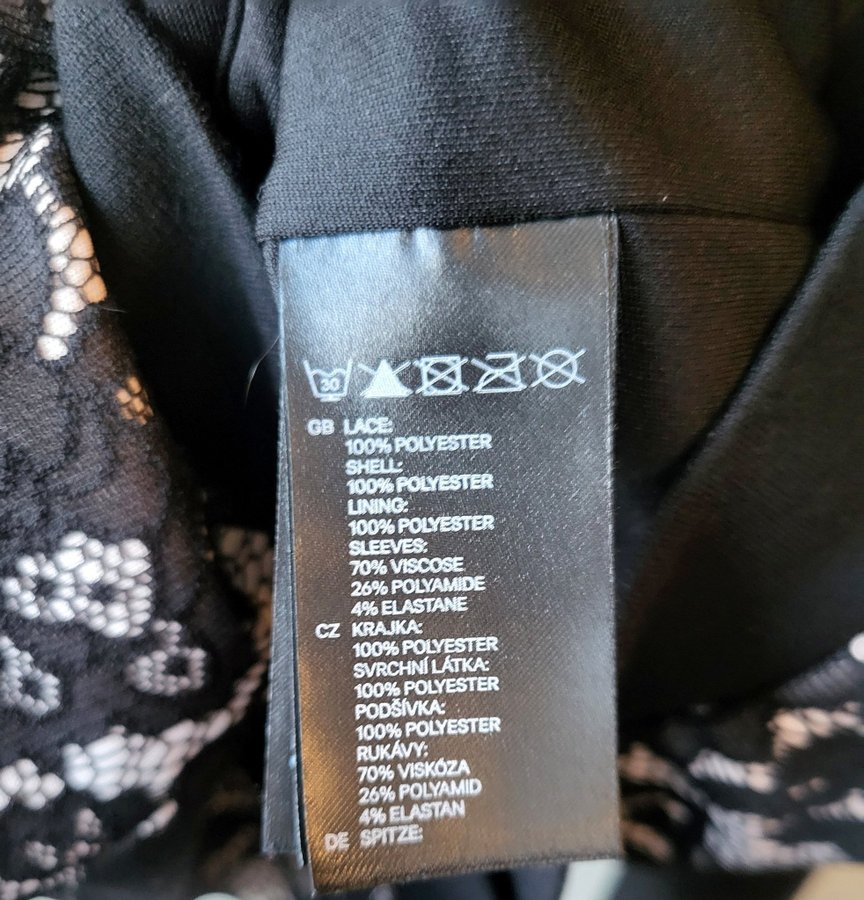 30
GB LACE:
100% POLYESTER
SHELL:
100% POLYESTER
LINING:
100% POLYESTER
SLEEVES:
70% VISCOSE
26% POLYAMIDE
4% ELASTANE
CZ KRAJKA:
100% POLYESTER
SVRCHNÍ LÁTKA:
100% POLYESTER
PODŠÍVKA:
100% POLYESTER
RUKÁVY:
70% VISKÓZA
26% POLYAMID
4% ELASTAN
DE SPITZE: